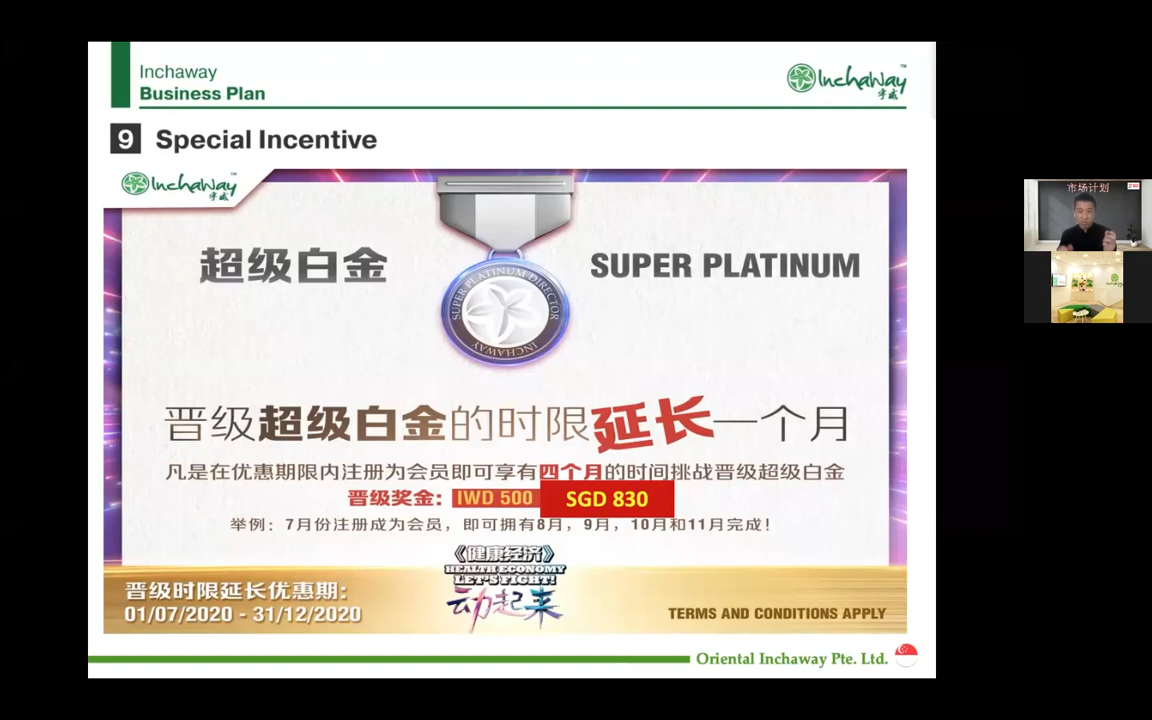 Inchaway
Business Plan
InchaWay™
宇威
9 Special Incentive
InchaWay™
宇威
超级白金
SUPER PLATINUM
SUPER PLATINUM DIRECTOR
INCHAWAY
晋级超级白金的时限延长一个月
凡是在优惠期限内注册为会员即可享有四个月的时间挑战晋级超级白金
晋级奖金: IWD 500 SGD 830
举例: 7月份注册成为会员, 即可拥有8月, 9月, 10月和11月完成!
《健康经济》
HEALTH ECONOMY
LET'S FIGHT!
动起来
晋级时限延长优惠期:
01/07/2020 - 31/12/2020
TERMS AND CONDITIONS APPLY
Oriental Inchaway Pte. Ltd.
市场计划